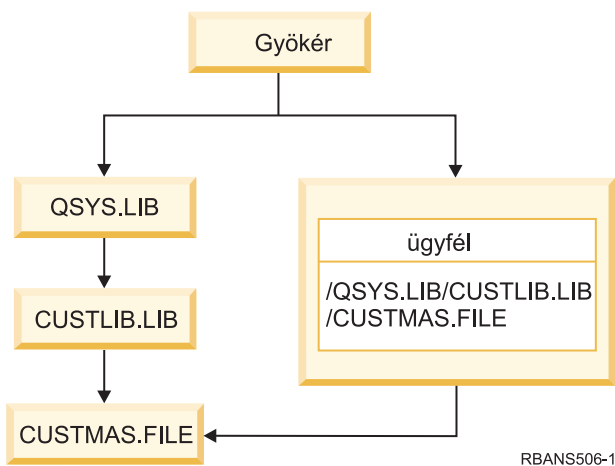 Gyökér
QSYS.LIB
CUSTLIB.LIB
CUSTMAS.FILE
ügyfél
/QSYS.LIB/CUSTLIB.LIB
/CUSTMAS.FILE
RBANS506-1